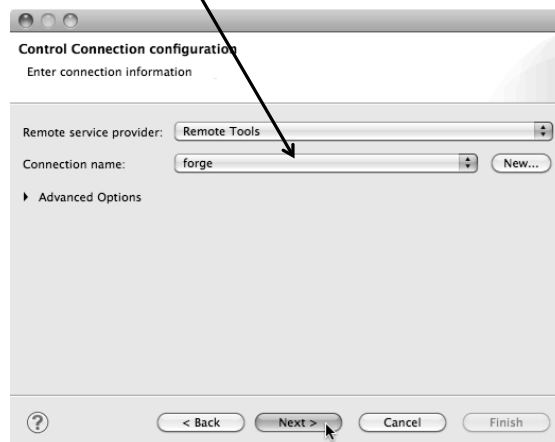 Control Connection configuration
Enter connection information
Remote service provider: Remote Tools
Connection name: forge New...
Advanced Options
? < Back Next > Cancel Finish